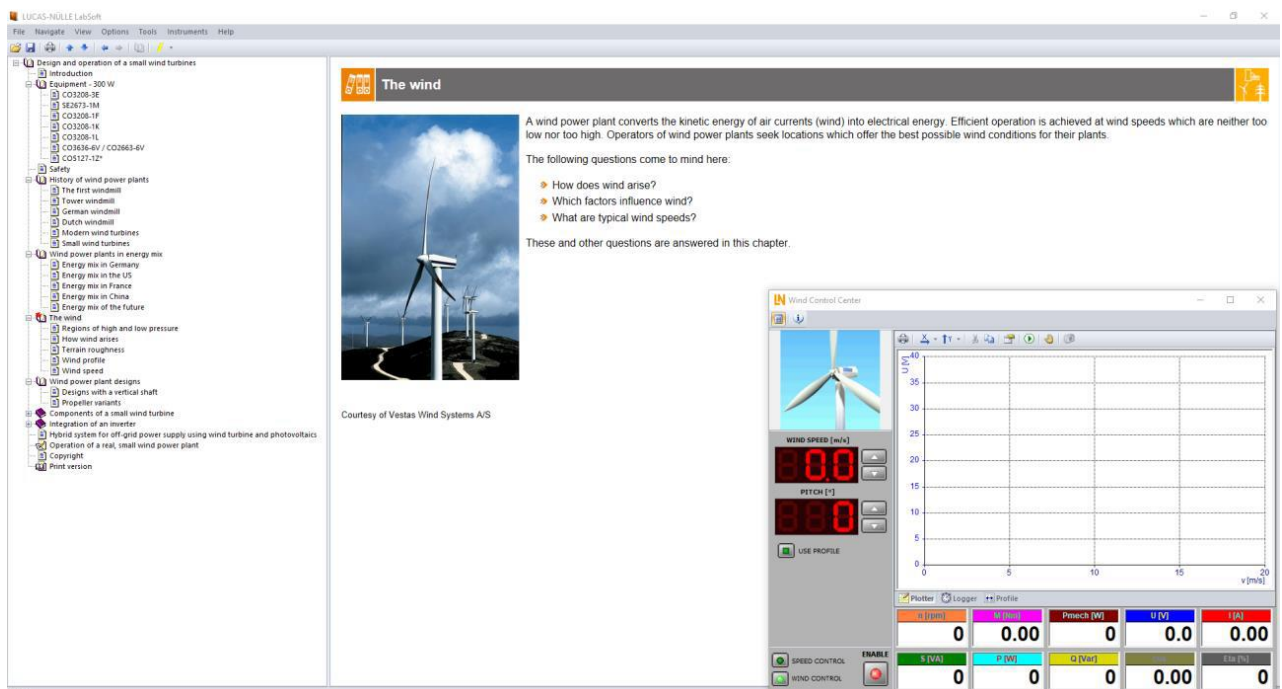 LUCAS-NÜLLE LabSoft
File Navigate View Options Tools Instruments Help
Design and operation of a small wind turbines
Introduction
Equipment - 300 W
CO3208-3E
SE2673-1M
CO3208-1F
CO3208-1K
CO3208-1L
CO3636-6V / CO2663-6V
CO5127-1Z*
Safety
History of wind power plants
The first windmill
Tower windmill
German windmill
Dutch windmill
Modern wind turbines
Small wind turbines
Wind power plants in energy mix
Energy mix in Germany
Energy mix in the US
Energy mix in France
Energy mix in China
Energy mix of the future
The wind
Regions of high and low pressure
How wind arises
Terrain roughness
Wind profile
Wind speed
Wind power plant designs
Designs with a vertical shaft
Propeller variants
Components of a small wind turbine
Integration of an inverter
Hybrid system for off-grid power supply using wind turbine and photovoltaics
Operation of a real, small wind power plant
Copyright
Print version
The wind
A wind power plant converts the kinetic energy of air currents (wind) into electrical energy. Efficient operation is achieved at wind speeds which are neither too
low nor too high. Operators of wind power plants seek locations which offer the best possible wind conditions for their plants.
The following questions come to mind here:
How does wind arise?
Which factors influence wind?
What are typical wind speeds?
These and other questions are answered in this chapter.
Courtesy of Vestas Wind Systems A/S
LN Wind Control Center
WIND SPEED [m/s]
0.0
PITCH [°]
0
USE PROFILE
SPEED CONTROL
WIND CONTROL
ENABLE
U [V]
40
35
30
25
20
15
10
5
0
0 5 10 15 20
v [m/s]
Plotter Logger Profile
n [rpm] M [Nm] Pmech [W] U [V] I [A]
0 0.00 0 0.0 0.00
S [VA] P [W] Q [Var] Eta [%]
0 0 0 0.00 0